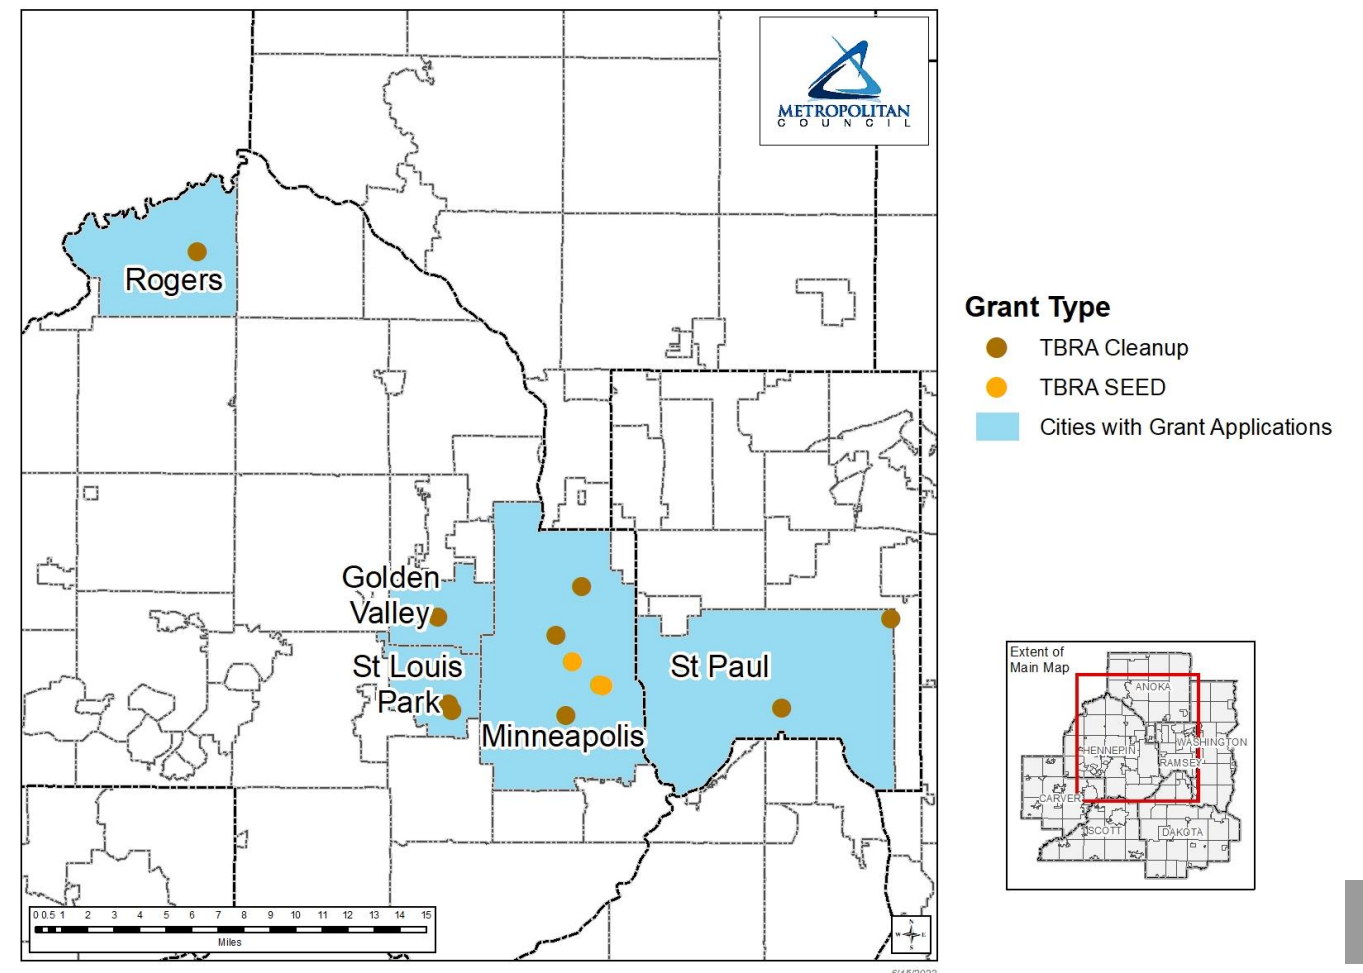 METROPOLITAN
COUNCIL
Rogers
Golden
Valley
St Louis
Park
St Paul
Minneapolis
0 0.5 1 2 3 4 5 6 7 8 9 10 11 12 13 14 15
Miles
N
W E
S
Grant Type
TBRA Cleanup
TBRA SEED
Cities with Grant Applications
Extent of
Main Map
ANOKA
HENNEPIN
WASHINGTON
RAMSEY
CARVER
SCOTT
DAKOTA